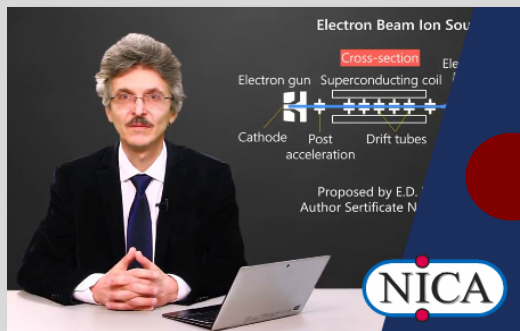 Electron Beam Ion Sou
Cross-section
Electron gun Superconducting coil
Cathode Post acceleration Drift tubes
Proposed by E.D.
Author Sertificate N
NICA